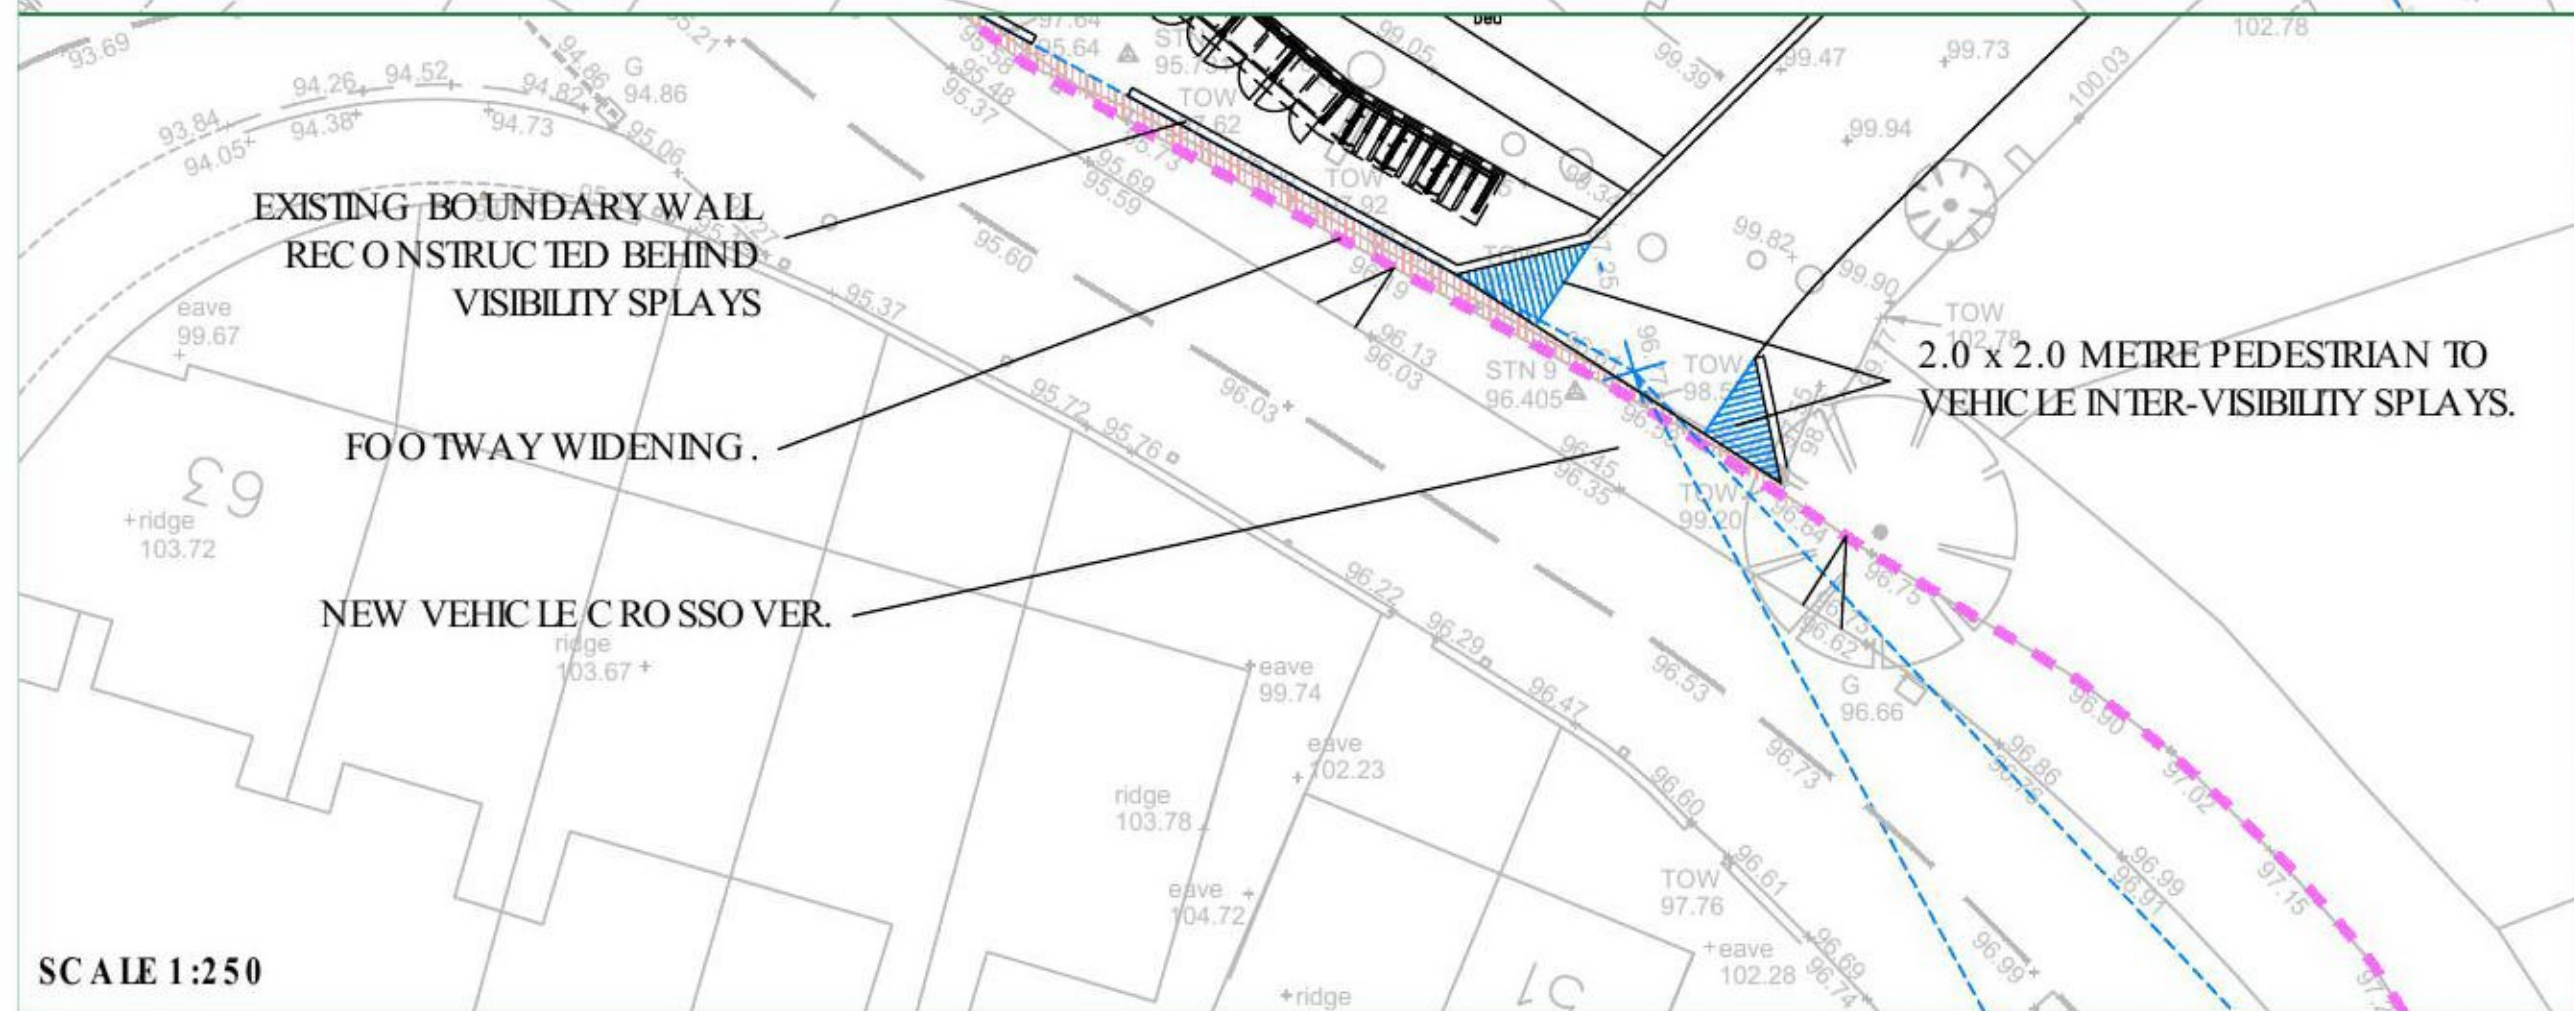 102.78
93.69
94.26
94.52
94.86
G
94.86
95.21
95.64
95.58
95.48
95.37
99.05
99.39
99.47
99.73
100.03
99.94
93.84
94.05
94.38
94.73
94.82
95.06
TOW
95.73
95.69
95.59
TOW
EXISTING BOUNDARY WALL
RECONSTRUCTED BEHIND
VISIBILITY SPLAYS
95.60
99.82
99.90
eave
99.67
95.37
TOW
102.78
96.13
96.03
STN 9
96.405
TOW
2.0 x 2.0 METRE PEDESTRIAN TO
VEHICLE INTER-VISIBILITY SPLAYS.
96.03
95.72
95.76
FOOTWAY WIDENING.
96.45
96.35
63
TOW
99.20
96.64
ridge
103.72
NEW VEHICLE CROSSOVER.
96.22
96.29
96.75
96.62
ridge
103.67
eave
99.74
96.53
96.47
G
96.66
96.90
eave
102.23
96.73
96.86
97.02
ridge
103.78
96.60
96.61
96.99
96.91
97.15
TOW
97.76
eave
104.72
eave
102.28
96.69
96.74
96.99
SCALE 1:250
51
ridge